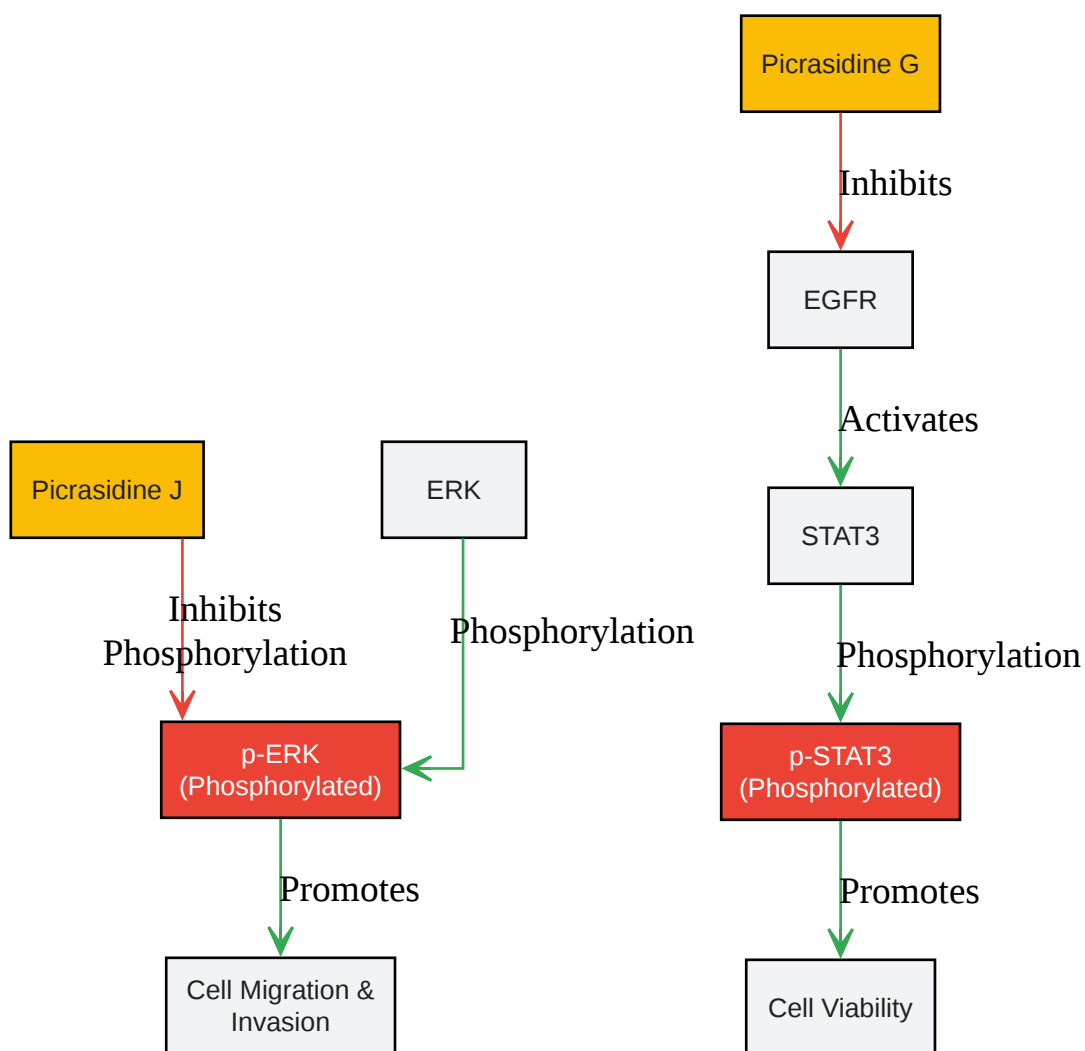 Picrasidine G
Inhibits
EGFR
Activates
Picrasidine J
ERK
STAT3
Inhibits
Phosphorylation
Phosphorylation
Phosphorylation
p-ERK
(Phosphorylated)
p-STAT3
(Phosphorylated)
Promotes
Promotes
Cell Migration &
Invasion
Cell Viability